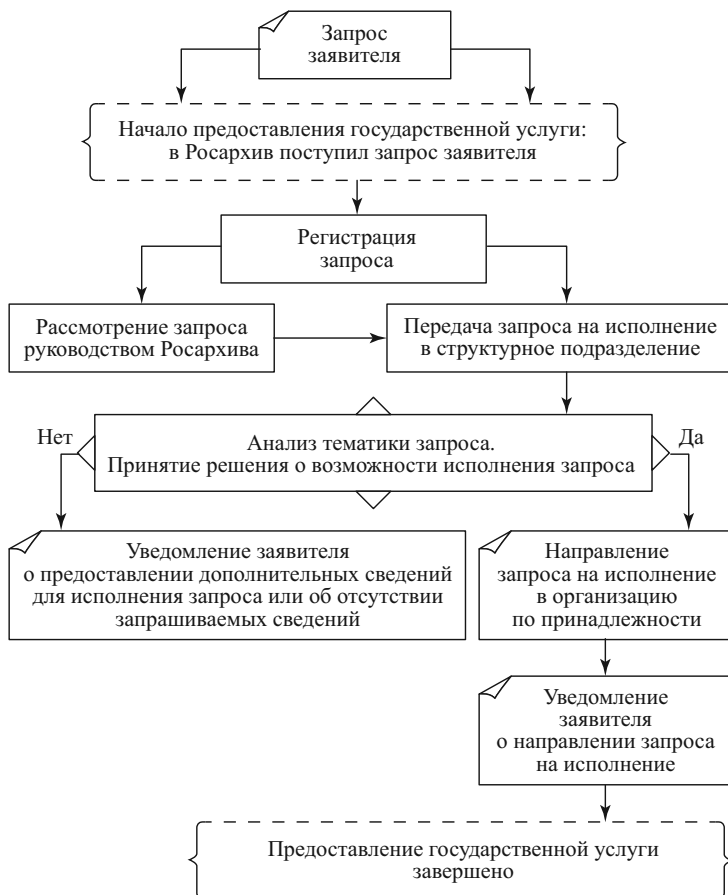 Запрос
заявителя
Начало предоставления государственной услуги:
в Росархив поступил запрос заявителя
Регистрация
запроса
Рассмотрение запроса
руководством Росархива
Передача запроса на исполнение
в структурное подразделение
Нет
Анализ тематики запроса.
Принятие решения о возможности исполнения запроса
Да
Уведомление заявителя
о предоставлении дополнительных сведений
для исполнения запроса или об отсутствии
запрашиваемых сведений
Направление
запроса на исполнение
в организацию
по принадлежности
Уведомление
заявителя
о направлении запроса
на исполнение
Предоставление государственной услуги
завершено